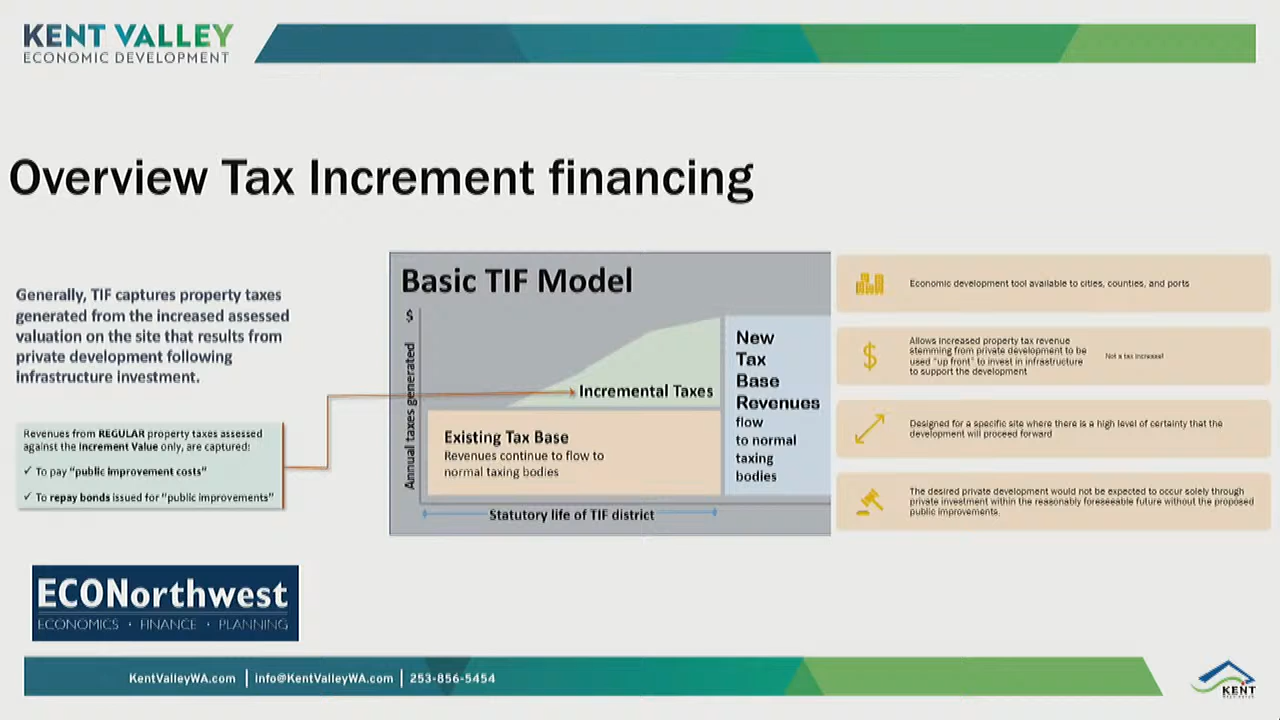 KENT VALLEY
ECONOMIC DEVELOPMENT
Overview Tax Increment financing
Generally, TIF captures property taxes
generated from the increased assessed
valuation on the site that results from
private development following
infrastructure investment.
Revenues from REGULAR property taxes assessed
against the Increment Value only, are captured:
✓ To pay "public improvement costs"
✓ To repay bonds issued for "public improvements"
Basic TIF Model
$
Annual taxes generated
Incremental Taxes
Existing Tax Base
Revenues continue to flow to
normal taxing bodies
Statutory life of TIF district
New
Tax
Base
Revenues
flow
to normal
taxing
bodies
Economic development tool available to cities, counties, and ports
$
Allows increased property tax revenue
stemming from private development to be
used "up front" to invest in infrastructure
to support the development
Not a tax increase!
Designed for a specific site where there is a high level of certainty that the
development will proceed forward
The desired private development would not be expected to occur solely through
private investment within the reasonably foreseeable future without the proposed
public improvements.
ECONorthwest
ECONOMICS • FINANCE • PLANNING
KentValleyWA.com | info@KentValleyWA.com | 253-856-5454
KENT